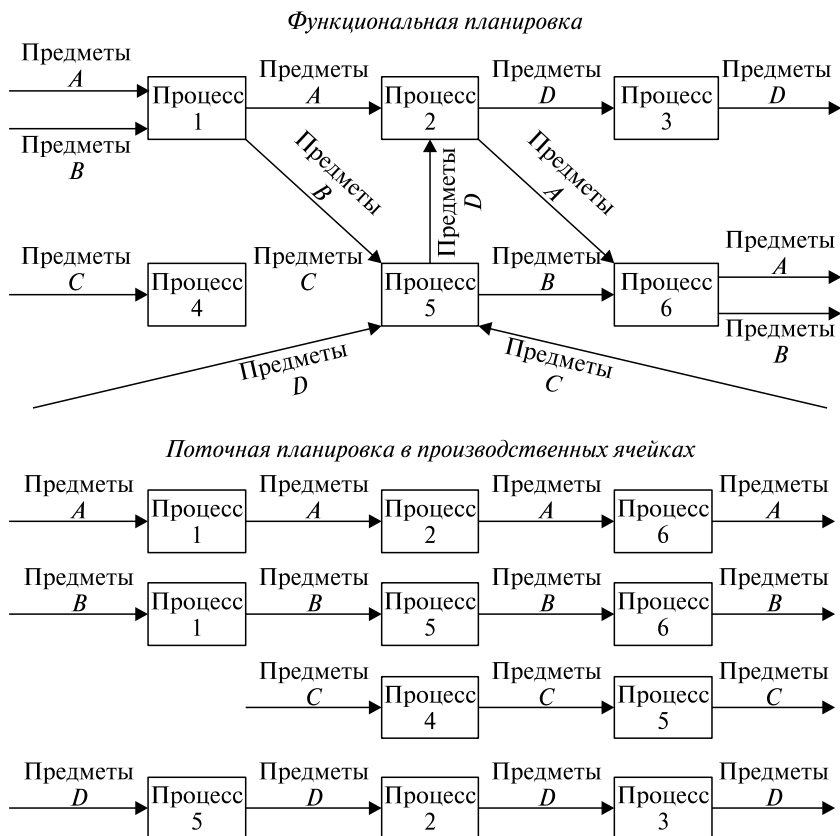 Функциональная планировка
Предметы Предметы Предметы Предметы
A A D D
Процесс Процесс Процесс
1 2 3
Предметы
B
Предметы
B
Предметы
D
Предметы
A
Предметы Предметы Предметы Предметы
C C B A
Процесс Процесс Процесс
4 5 6
Предметы
B
Предметы
D
Предметы
C
Поточная планировка в производственных ячейках
Предметы Предметы Предметы Предметы
A A A A
Процесс Процесс Процесс
1 2 6
Предметы Предметы Предметы Предметы
B B B B
Процесс Процесс Процесс
1 5 6
Предметы Предметы Предметы
C C C
Процесс Процесс
4 5
Предметы Предметы Предметы Предметы
D D D D
Процесс Процесс Процесс
5 2 3